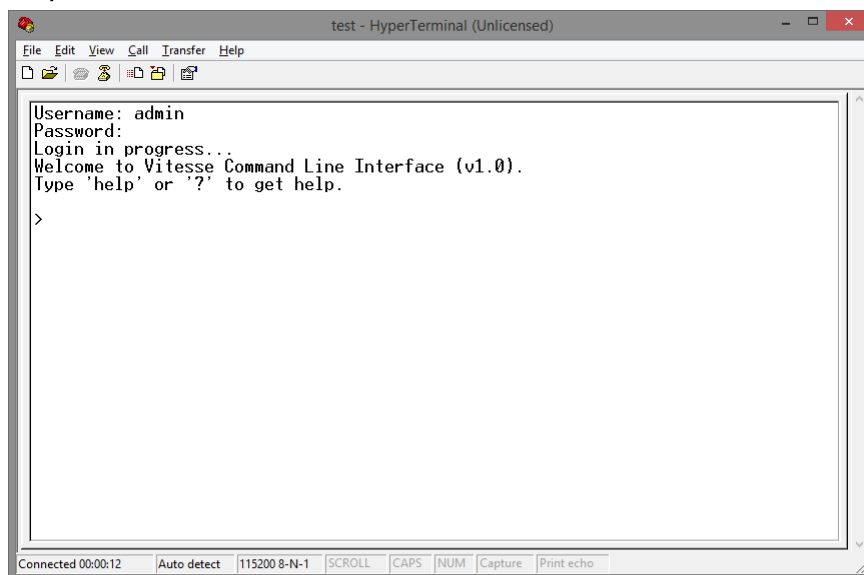 test - HyperTerminal (Unlicensed)
File Edit View Call Transfer Help
Username: admin
Password:
Login in progress...
Welcome to Vitesse Command Line Interface (v1.0).
Type 'help' or '?' to get help.
>
Connected 00:00:12 Auto detect 115200 8-N-1 SCROLL CAPS NUM Capture Print echo